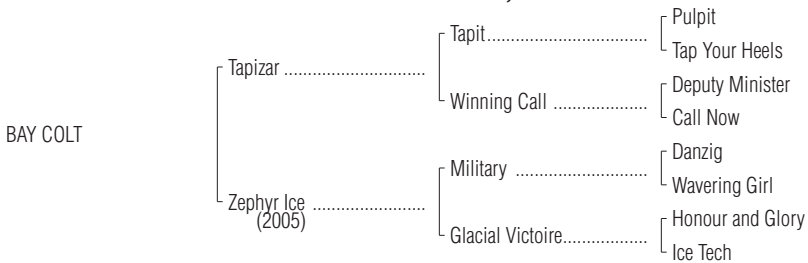 Pulpit
Tapit................................
Tap Your Heels
Tapizar ............................
Deputy Minister
Winning Call ...................
Call Now
BAY COLT
Danzig
Military ..........................
Wavering Girl
Zephyr Ice ......................
(2005)
Honour and Glory
Glacial Victoire.................
Ice Tech